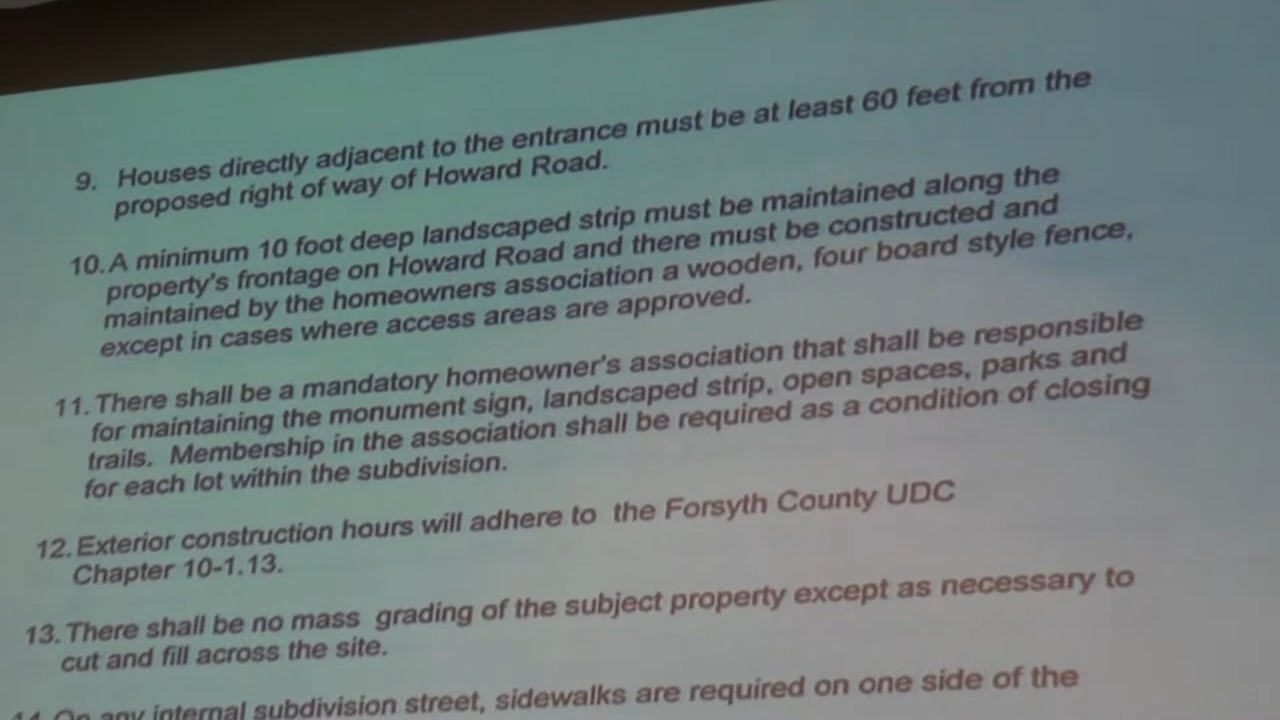 9. Houses directly adjacent to the entrance must be at least 60 feet from the
proposed right of way of Howard Road.
10. A minimum 10 foot deep landscaped strip must be maintained along the
property's frontage on Howard Road and there must be constructed and
maintained by the homeowners association a wooden, four board style fence,
except in cases where access areas are approved.
11. There shall be a mandatory homeowner's association that shall be responsible
for maintaining the monument sign, landscaped strip, open spaces, parks and
trails. Membership in the association shall be required as a condition of closing
for each lot within the subdivision.
12. Exterior construction hours will adhere to the Forsyth County UDC
Chapter 10-1.13.
13. There shall be no mass grading of the subject property except as necessary to
cut and fill across the site.
14. On any internal subdivision street, sidewalks are required on one side of the